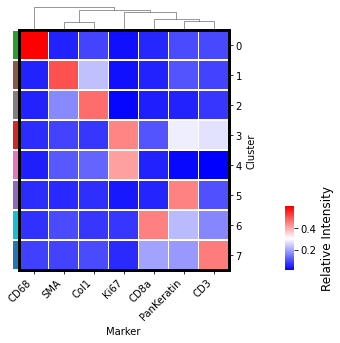 0
1
2
3
4
5
6
7
Cluster
CD68
SMA
Col1
Ki67
CD8a
PanKeratin
CD3
Marker
0.4
0.2
Relative Intensity